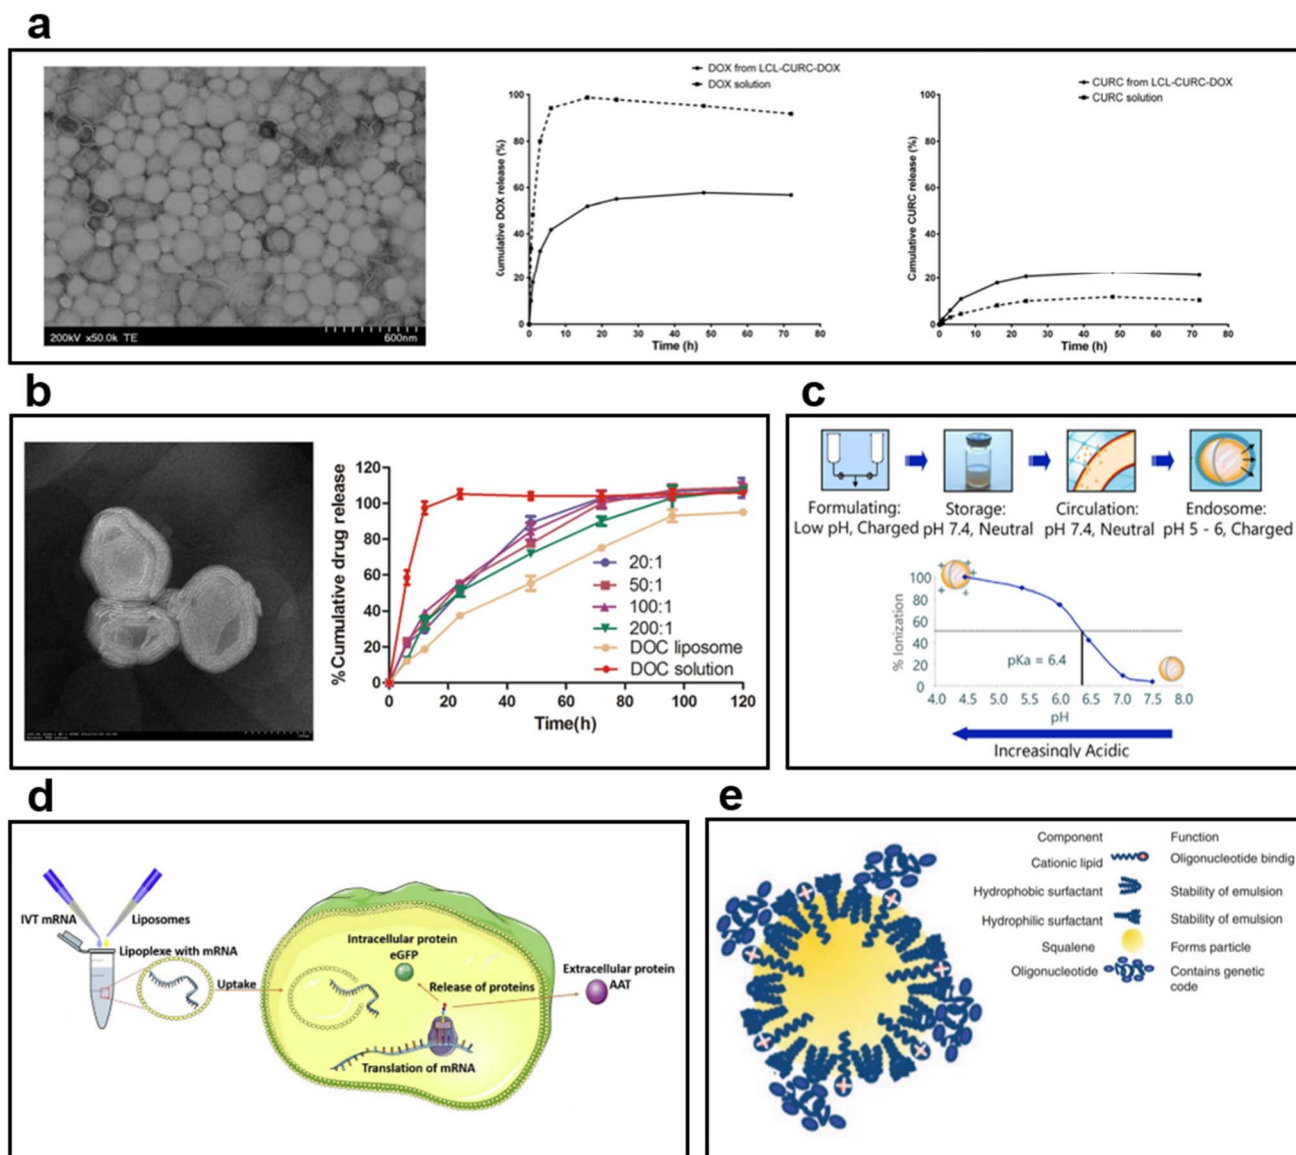 a
200kV x50.0k TE
600nm
DOX from LCL-CURC-DOX
DOX solution
Cumulative DOX release (%)
100
80
60
40
20
0
0 10 20 30 40 50 60 70 80
Time (h)
CURC from LCL-CURC-DOX
CURC solution
Cumulative CURC release (%)
100
80
60
40
20
0
0 10 20 30 40 50 60 70 80
Time (h)
b
%Cumulative drug release
120
100
80
60
40
20
0
20:1
50:1
100:1
200:1
DOC liposome
DOC solution
0 20 40 60 80 100 120
Time(h)
c
Formulating:
Low pH, Charged
Storage:
pH 7.4, Neutral
Circulation:
pH 7.4, Neutral
Endosome:
pH 5 - 6, Charged
% Ionization
100
80
60
40
20
0
pKa = 6.4
4.0 4.5 5.0 5.5 6.0 6.5 7.0 7.5 8.0
pH
Increasingly Acidic
d
IVT mRNA
Liposomes
Lipoplexe with mRNA
Uptake
Intracellular protein
eGFP
Release of proteins
Translation of mRNA
Extracellular protein
AAT
e
Component Function
Cationic lipid Oligonucleotide bindig
Hydrophobic surfactant Stability of emulsion
Hydrophilic surfactant Stability of emulsion
Squalene Forms particle
Oligonucleotide Contains genetic
code